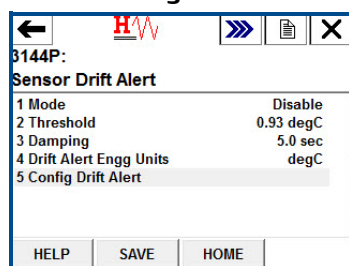 H
3144P:
Sensor Drift Alert
1 Mode Disable
2 Threshold 0.93 degC
3 Damping 5.0 sec
4 Drift Alert Engg Units degC
5 Config Drift Alert
HELP SAVE HOME